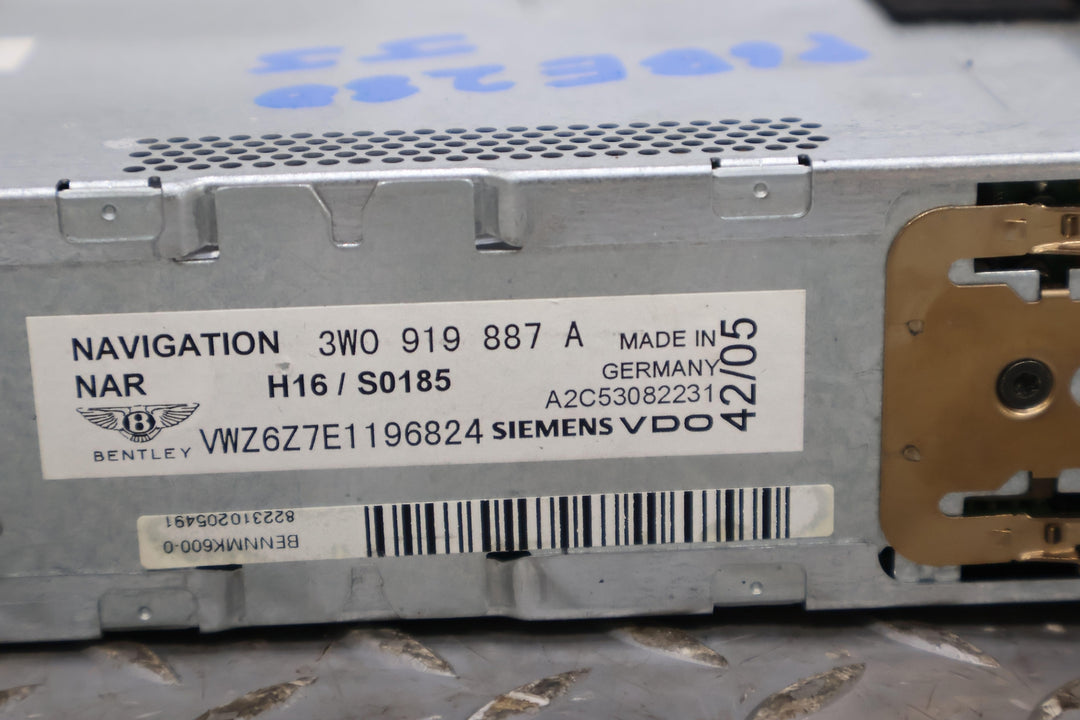 NAVIGATION 3W0 919 887 A MADE IN
NAR H16 / S0185 GERMANY
A2C53082231
42/05
B
BENTLEY VWZ6Z7E1196824 SIEMENS VDO
BENNMK600-0
822310205491